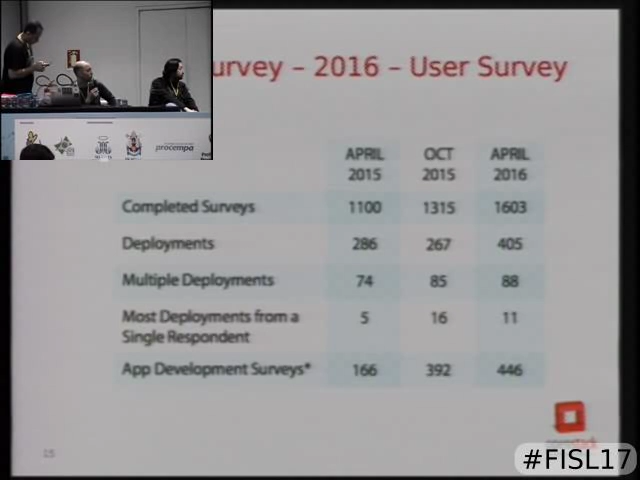 urvey – 2016 – User Survey
APRIL 2015
OCT 2015
APRIL 2016
Completed Surveys 1100 1315 1603
Deployments 286 267 405
Multiple Deployments 74 85 88
Most Deployments from a Single Respondent 5 16 11
App Development Surveys* 166 392 446
procempa
15
#FISL17